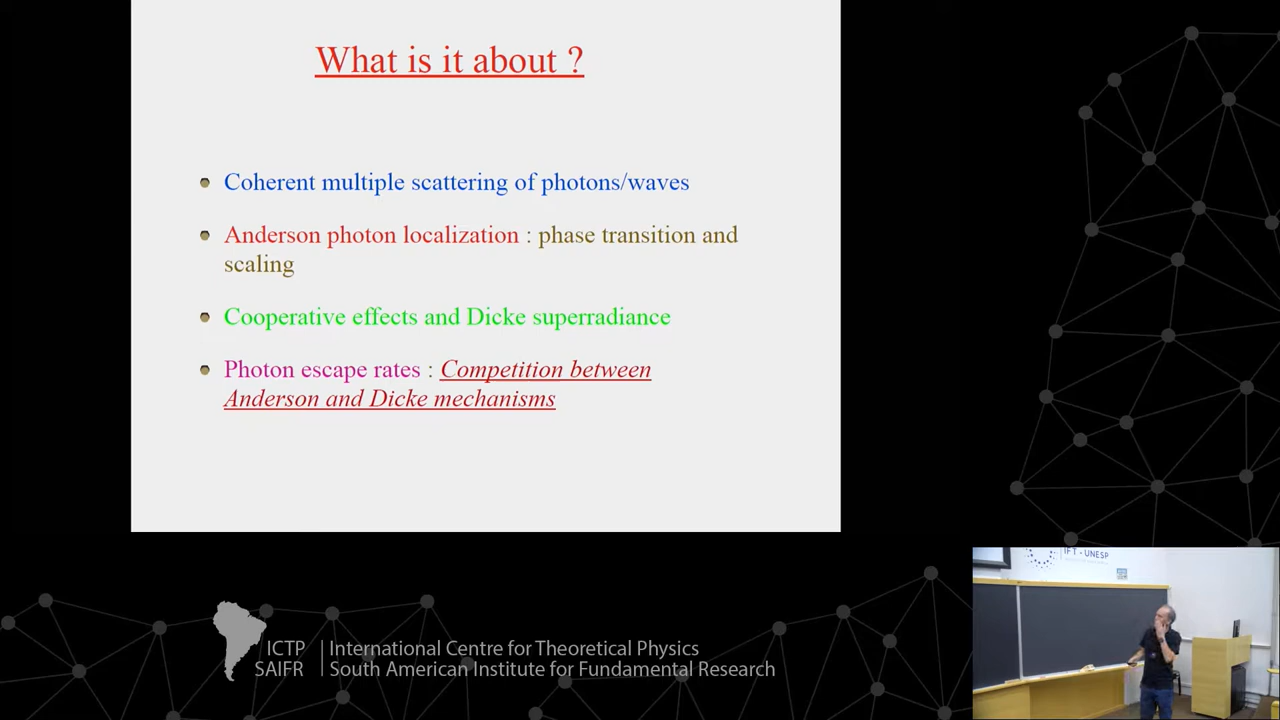 What is it about ?
Coherent multiple scattering of photons/waves
Anderson photon localization : phase transition and
scaling
Cooperative effects and Dicke superradiance
Photon escape rates : Competition between
Anderson and Dicke mechanisms
IFT - UNESP
ICTP
SAIFR
International Centre for Theoretical Physics
South American Institute for Fundamental Research